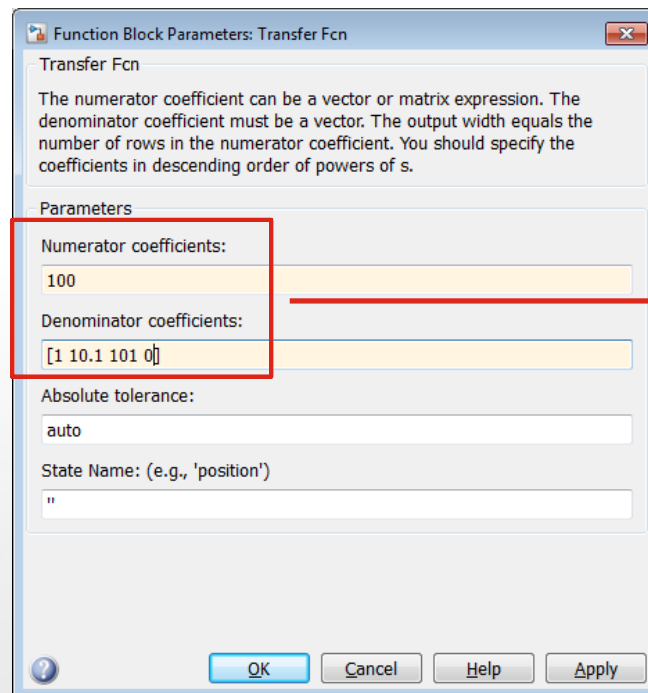 Function Block Parameters: Transfer Fcn
Transfer Fcn
The numerator coefficient can be a vector or matrix expression. The
denominator coefficient must be a vector. The output width equals the
number of rows in the numerator coefficient. You should specify the
coefficients in descending order of powers of s.
Parameters
Numerator coefficients:
100
Denominator coefficients:
[1 10.1 101 0]
Absolute tolerance:
auto
State Name: (e.g., 'position')
''
OK Cancel Help Apply